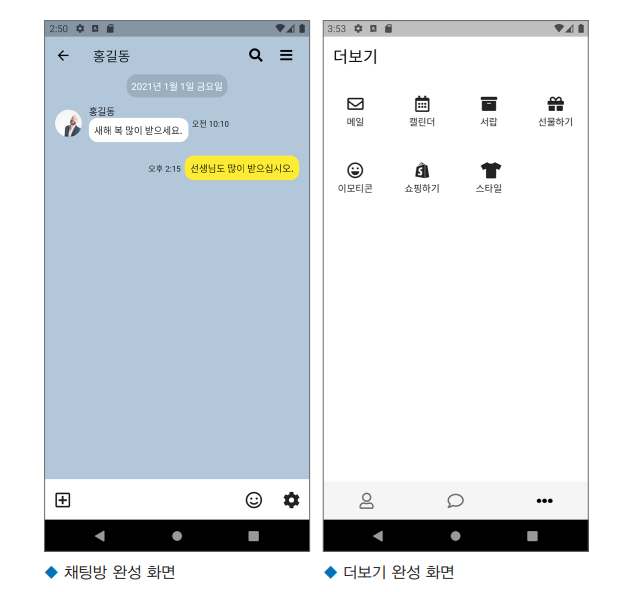 2:50
홍길동
2021년 1월 1일 금요일
홍길동
새해 복 많이 받으세요. 오전 10:10
오후 2:15 선생님도 많이 받으십시오.
◆ 채팅방 완성 화면
3:53
더보기
메일 캘린더 서랍 선물하기
이모티콘 쇼핑하기 스타일
◆ 더보기 완성 화면